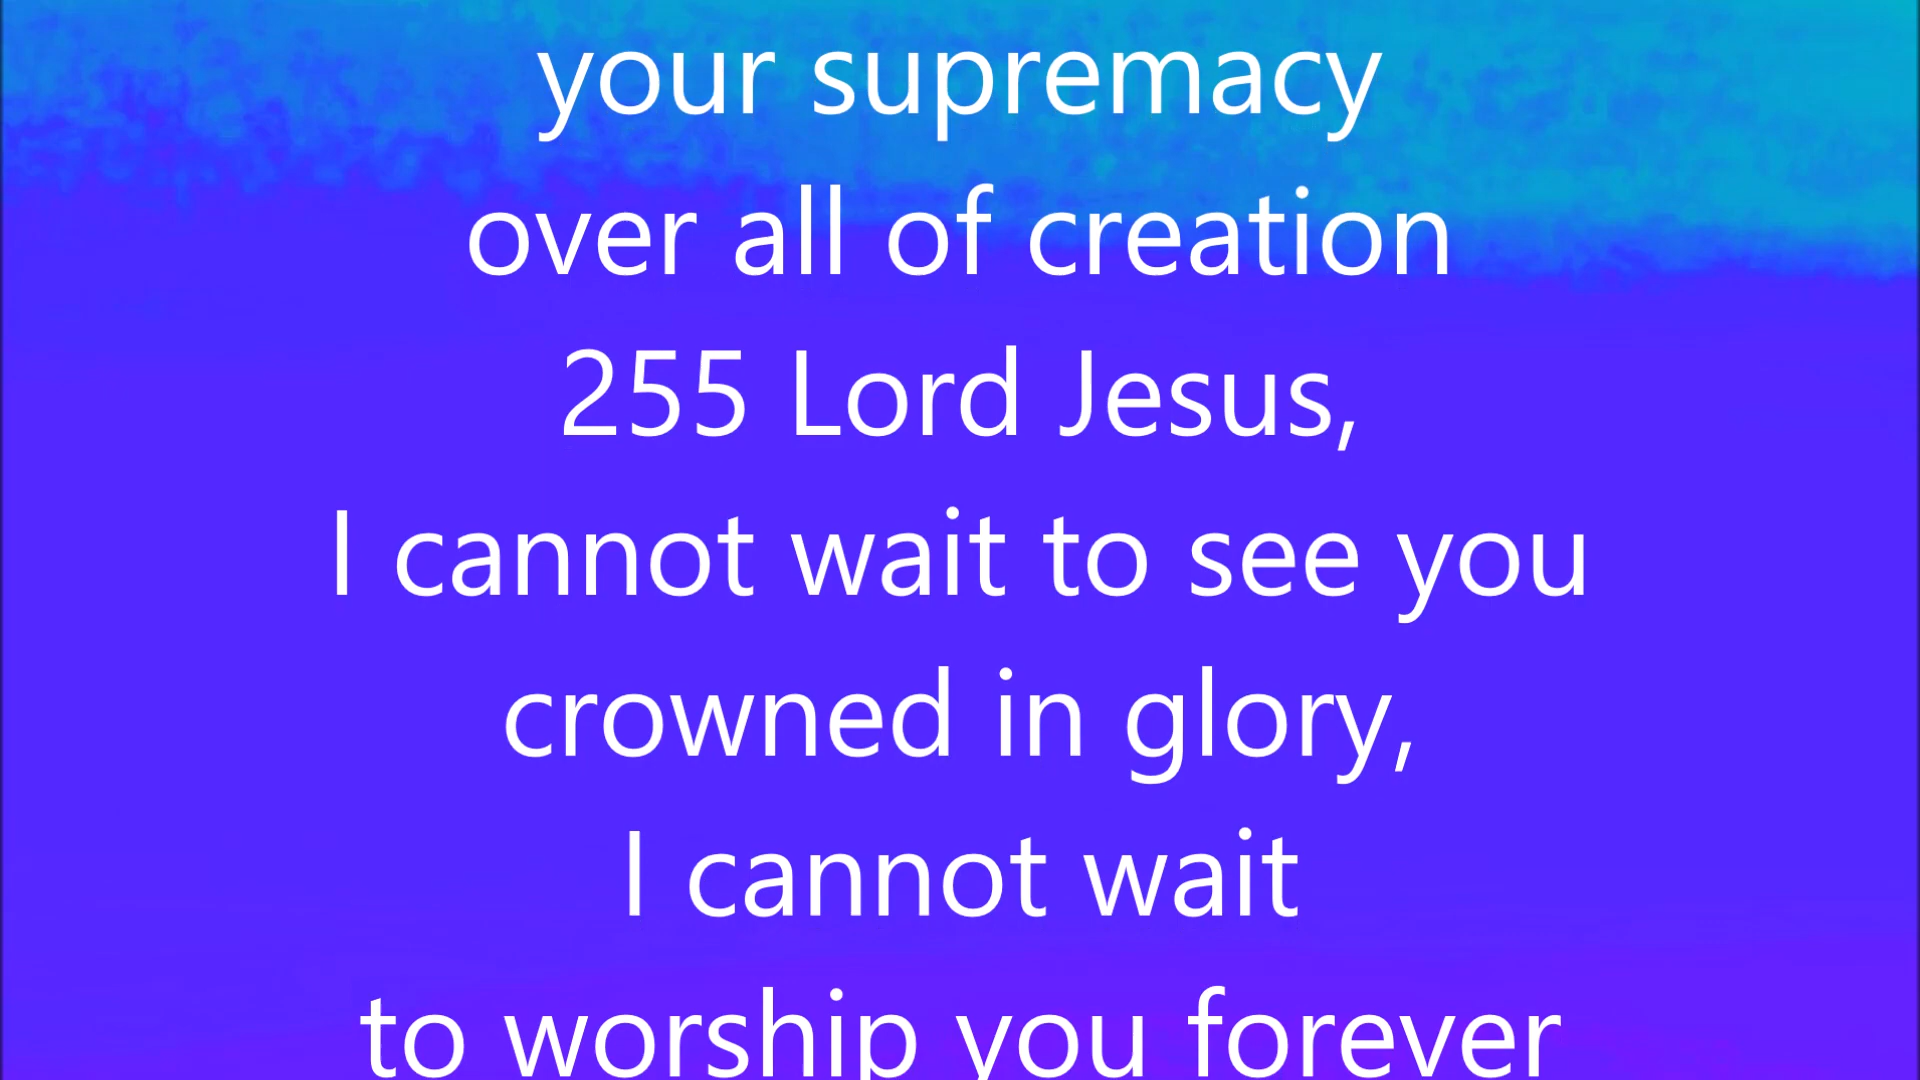 your supremacy
over all of creation
255 Lord Jesus,
I cannot wait to see you
crowned in glory,
I cannot wait
to worship you forever